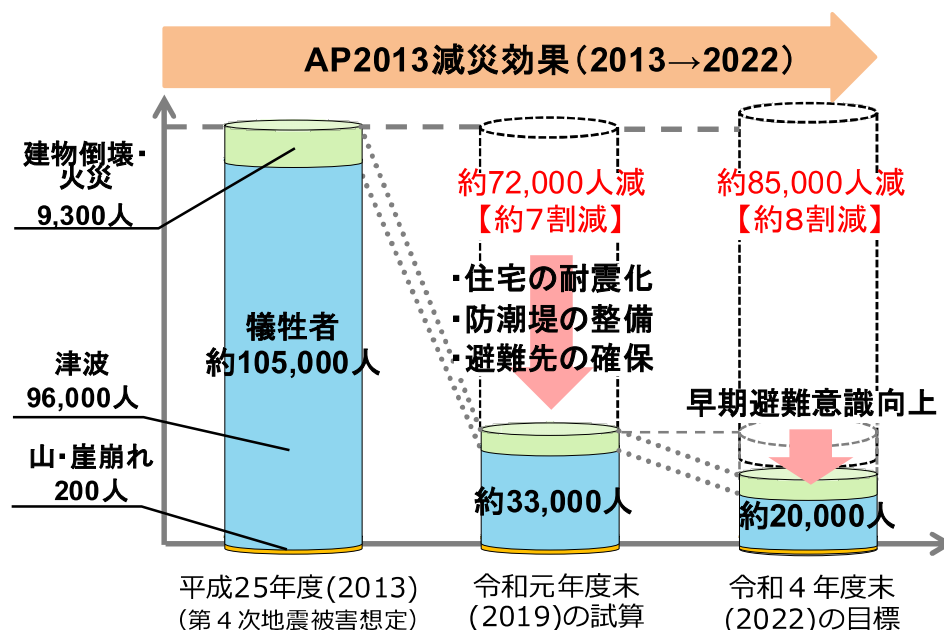 AP2013減災効果（2013→2022）
建物倒壊・
火災
9,300人
津波
96,000人
山・崖崩れ
200人
犠牲者
約105,000人
約72,000人減
【約７割減】
・住宅の耐震化
・防潮堤の整備
・避難先の確保
約33,000人
約85,000人減
【約８割減】
早期避難意識向上
約20,000人
平成25年度(2013)
（第４次地震被害想定）
令和元年度末
(2019)の試算
令和４年度末
(2022)の目標